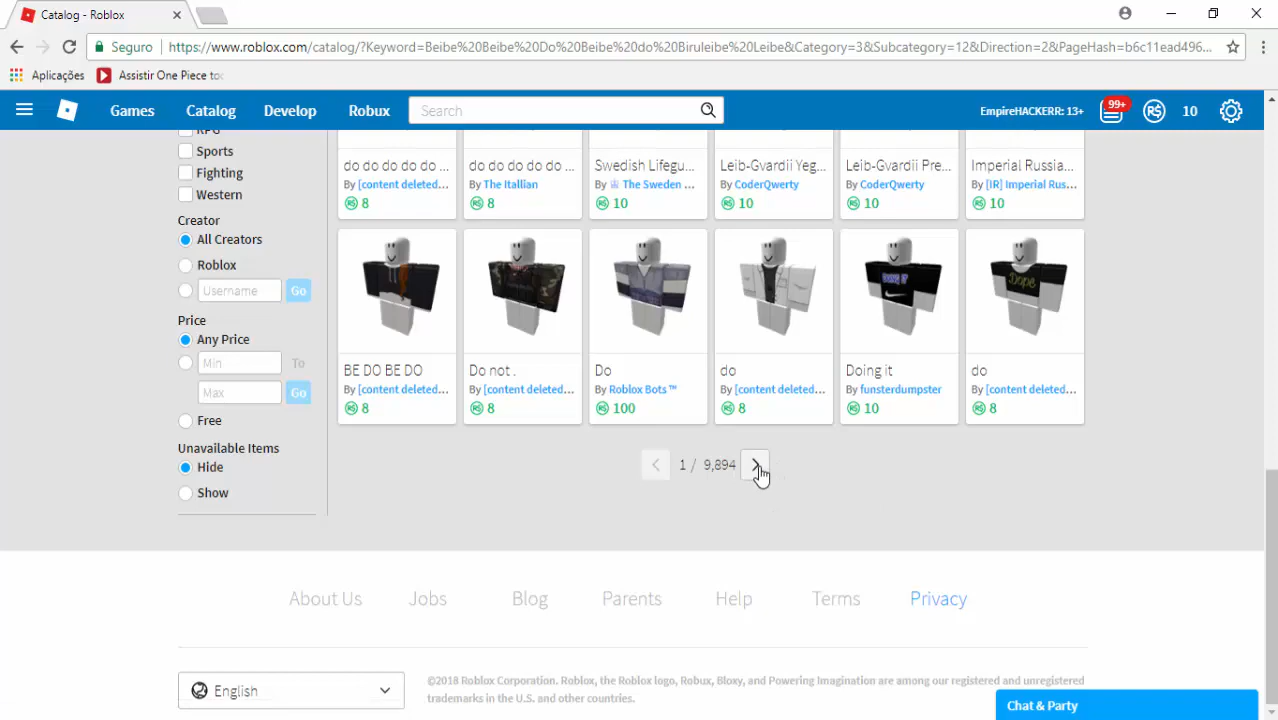 Catalog - Roblox
Seguro https://www.roblox.com/catalog/?Keyword=Beibe%20Beibe%20Do%20Beibe%20do%20Biruleibe%20Leibe&Category=3&Subcategory=12&Direction=2&PageHash=b6c11ead496...
Aplicações Assistir One Piece to
Games Catalog Develop Robux Search EmpireHACKERR: 13+ 99+ 10
RPG
Sports
Fighting
Western
Creator
All Creators
Roblox
Username Go
Price
Any Price
Min To
Max Go
Free
Unavailable Items
Hide
Show
do do do do do ... do do do do do ... Swedish Lifegu... Leib-Gvardii Yeg... Leib-Gvardii Pre... Imperial Russia...
By [content deleted... By The Itallian By The Sweden ... By CoderQwerty By CoderQwerty By [IR] Imperial Rus...
8 8 10 10 10 10
DOING IT Dope
BE DO BE DO Do not . Do do Doing it do
By [content deleted... By [content deleted... By Roblox Bots ™ By [content deleted... By funsterdumpster By [content deleted...
8 8 100 8 10 8
1 / 9,894
About Us Jobs Blog Parents Help Terms Privacy
English
©2018 Roblox Corporation. Roblox, the Roblox logo, Robux, Bloxy, and Powering Imagination are among our registered and unregistered
trademarks in the U.S. and other countries.
Chat & Party